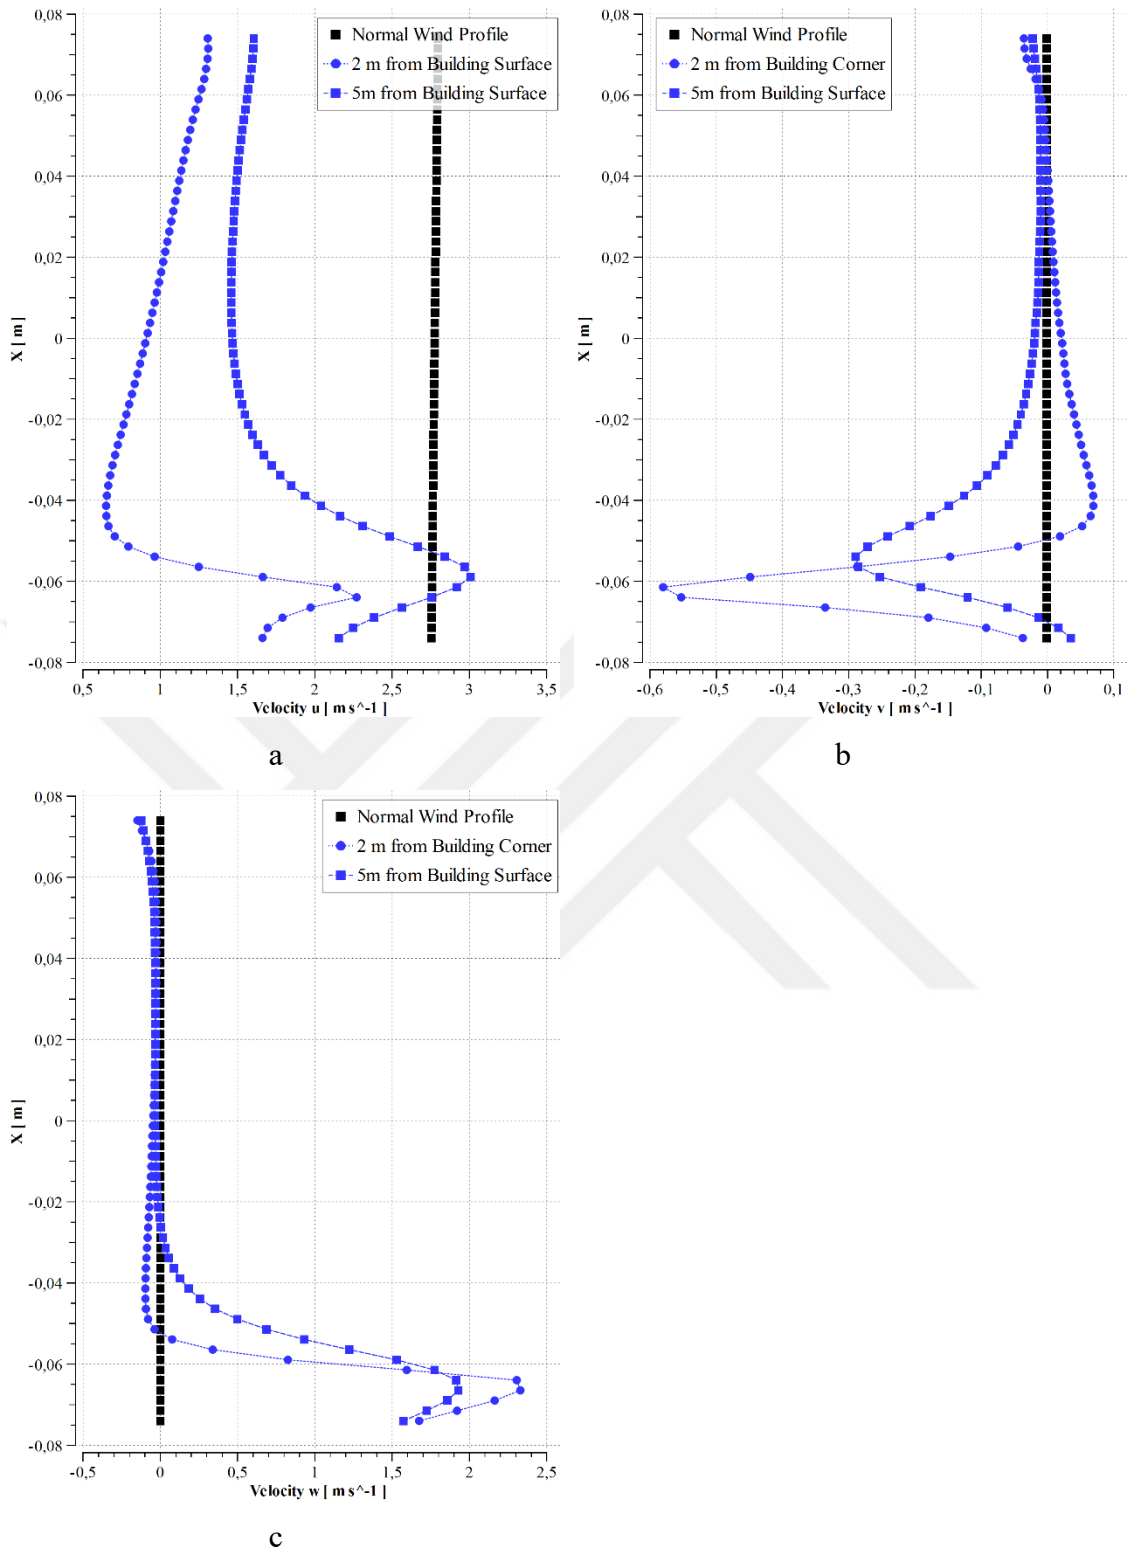 0,08
0,06
0,04
0,02
0
-0,02
-0,04
-0,06
-0,08
X [ m ]
Normal Wind Profile
2 m from Building Surface
5m from Building Surface
0,5 1 1,5 2 2,5 3 3,5
Velocity u [ m s^-1 ]
a
0,08
0,06
0,04
0,02
0
-0,02
-0,04
-0,06
-0,08
X [ m ]
Normal Wind Profile
2 m from Building Corner
5m from Building Surface
-0,6 -0,5 -0,4 -0,3 -0,2 -0,1 0 0,1
Velocity v [ m s^-1 ]
b
0,08
0,06
0,04
0,02
0
-0,02
-0,04
-0,06
-0,08
X [ m ]
Normal Wind Profile
2 m from Building Corner
5m from Building Surface
-0,5 0 0,5 1 1,5 2 2,5
Velocity w [ m s^-1 ]
c